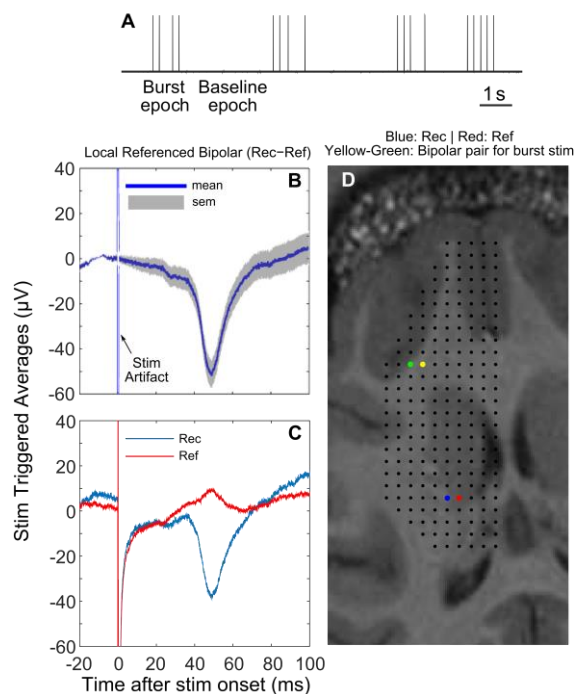 A
Burst
epoch
Baseline
epoch
1 s
Local Referenced Bipolar (Rec−Ref)
B
mean
sem
40
20
0
-20
-40
-60
Stim
Artifact
Stim Triggered Averages (µV)
C
Rec
Ref
40
20
0
-20
-40
-60
-20 0 20 40 60 80 100
Time after stim onset (ms)
Blue: Rec | Red: Ref
Yellow-Green: Bipolar pair for burst stim
D